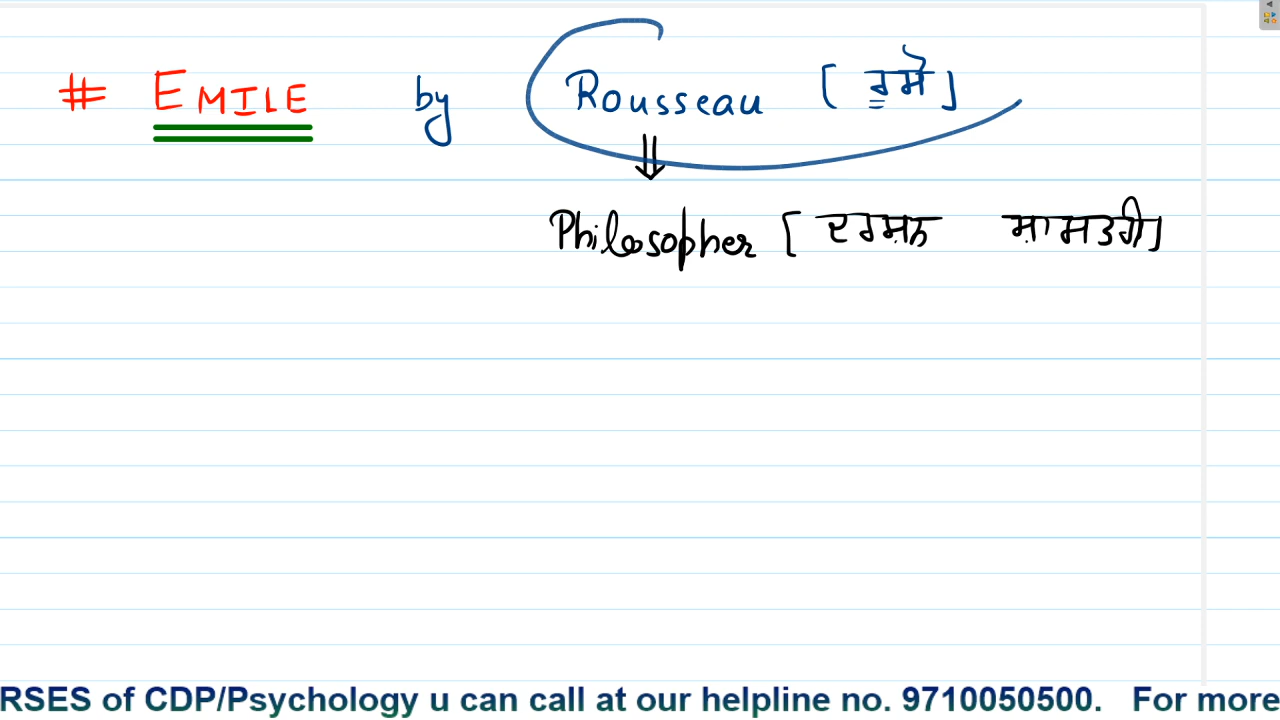 # EMILE by Rousseau [ ਰੂਸੋ ]
⇓
Philosopher [ ਦਰਸ਼ਨ ਸ਼ਾਸਤਰੀ ]
RSES of CDP/Psychology u can call at our helpline no. 9710050500. For more